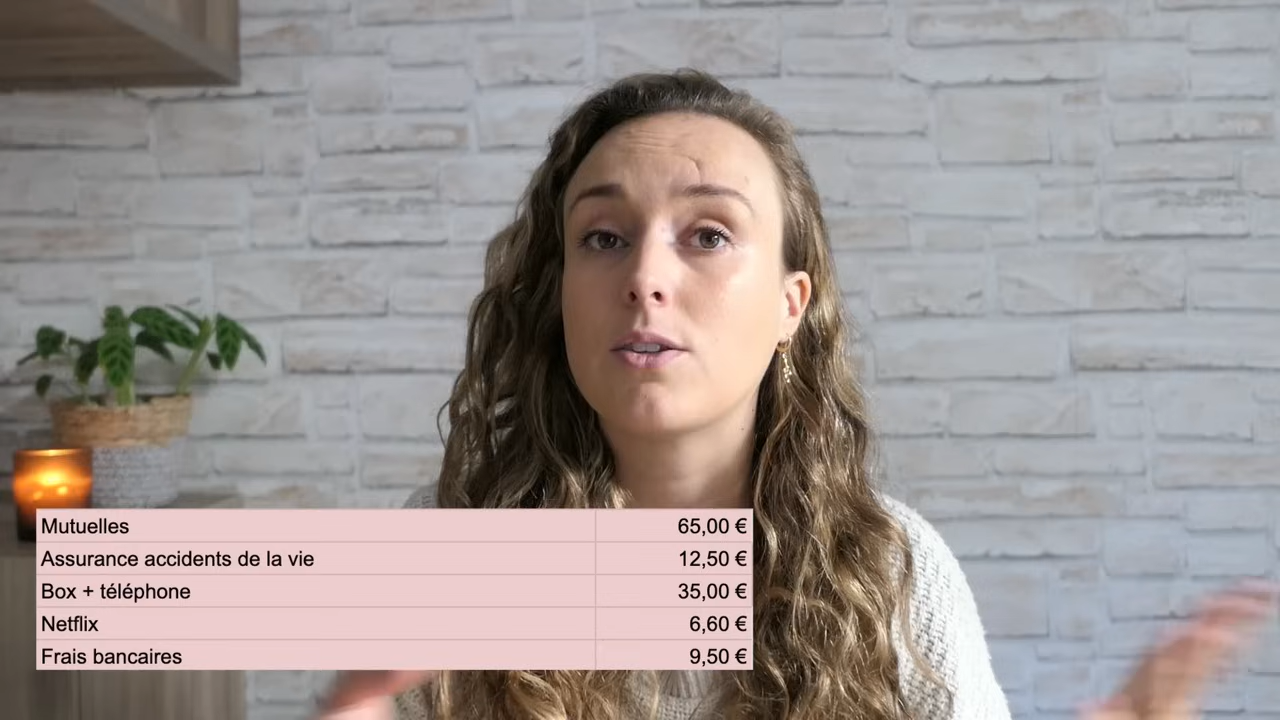 Mutuelles 65,00 €
Assurance accidents de la vie 12,50 €
Box + téléphone 35,00 €
Netflix 6,60 €
Frais bancaires 9,50 €